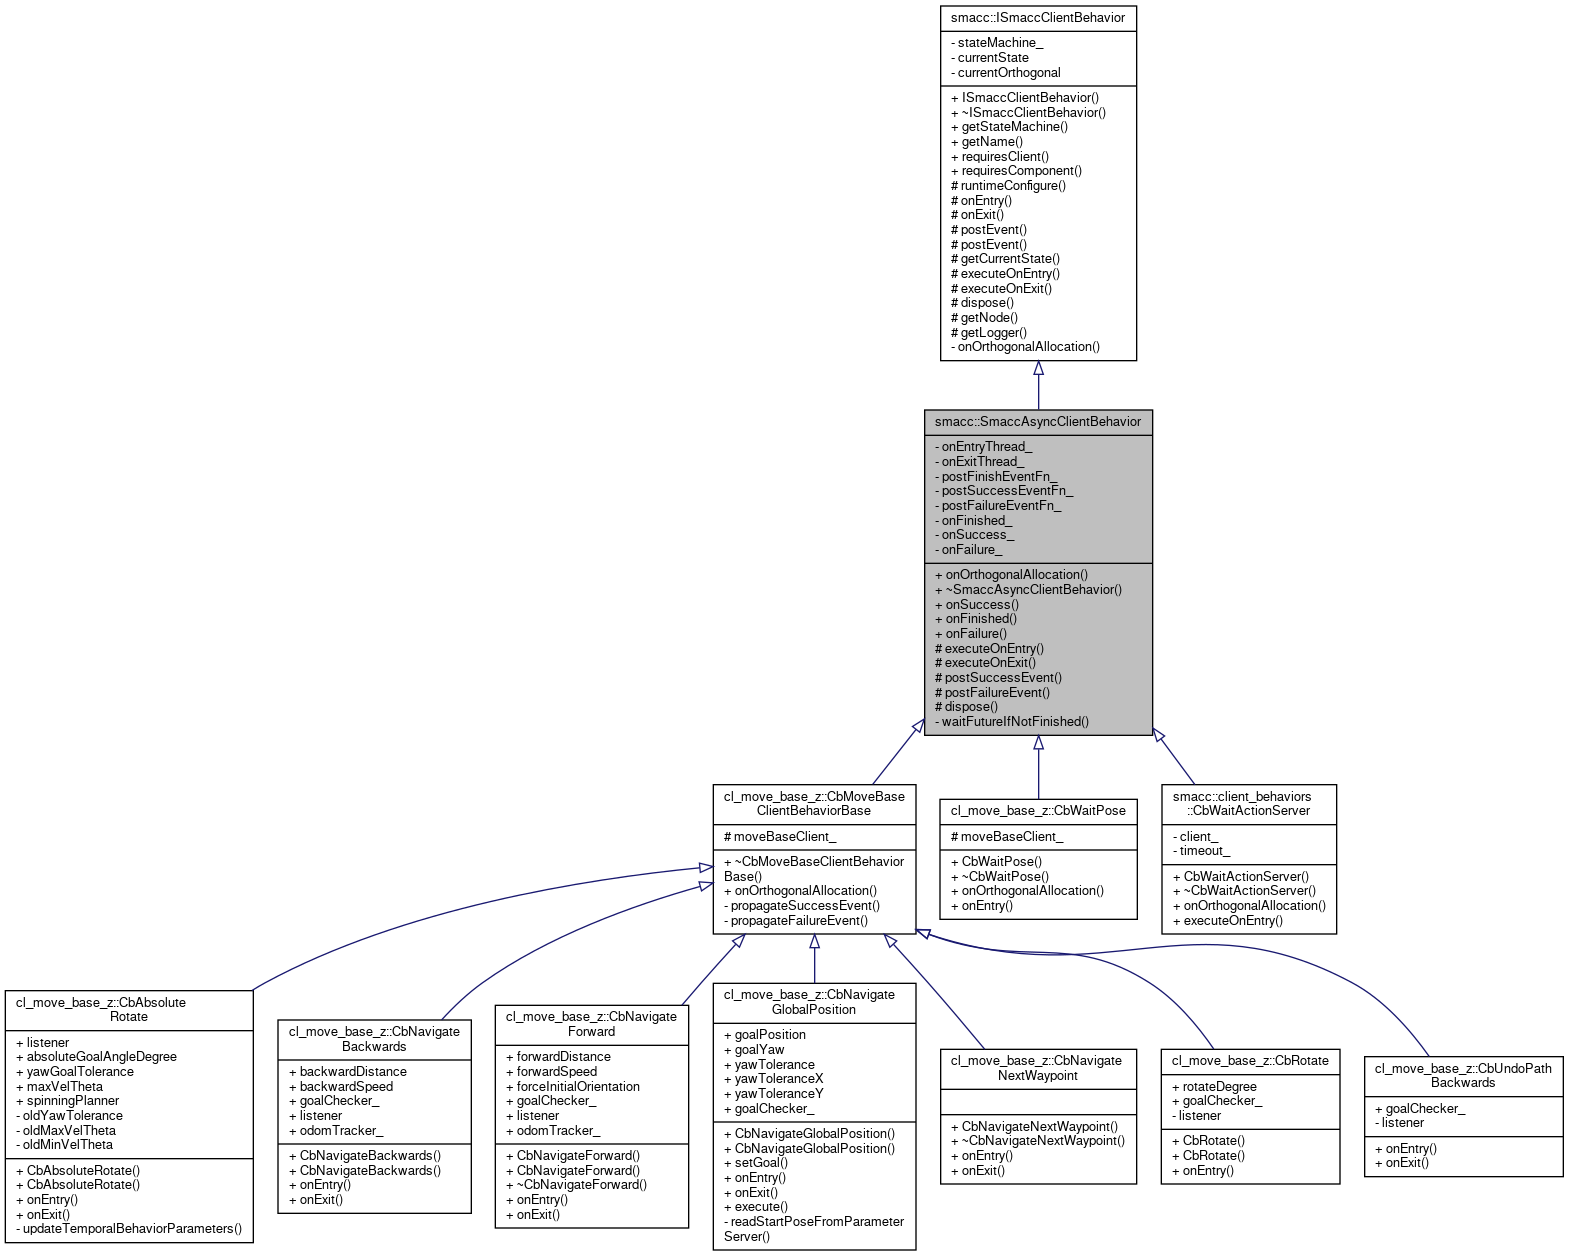 smacc::ISmaccClientBehavior
- stateMachine_
- currentState
- currentOrthogonal
+ ISmaccClientBehavior()
+ ~ISmaccClientBehavior()
+ getStateMachine()
+ getName()
+ requiresClient()
+ requiresComponent()
# runtimeConfigure()
# onEntry()
# onExit()
# postEvent()
# postEvent()
# getCurrentState()
# executeOnEntry()
# executeOnExit()
# dispose()
# getNode()
# getLogger()
- onOrthogonalAllocation()
smacc::SmaccAsyncClientBehavior
- onEntryThread_
- onExitThread_
- postFinishEventFn_
- postSuccessEventFn_
- postFailureEventFn_
- onFinished_
- onSuccess_
- onFailure_
+ onOrthogonalAllocation()
+ ~SmaccAsyncClientBehavior()
+ onSuccess()
+ onFinished()
+ onFailure()
# executeOnEntry()
# executeOnExit()
# postSuccessEvent()
# postFailureEvent()
# dispose()
- waitFutureIfNotFinished()
cl_move_base_z::CbMoveBase
ClientBehaviorBase
# moveBaseClient_
+ ~CbMoveBaseClientBehavior
Base()
+ onOrthogonalAllocation()
- propagateSuccessEvent()
- propagateFailureEvent()
cl_move_base_z::CbWaitPose
# moveBaseClient_
+ CbWaitPose()
+ ~CbWaitPose()
+ onOrthogonalAllocation()
+ onEntry()
smacc::client_behaviors
::CbWaitActionServer
- client_
- timeout_
+ CbWaitActionServer()
+ ~CbWaitActionServer()
+ onOrthogonalAllocation()
+ executeOnEntry()
cl_move_base_z::CbAbsolute
Rotate
+ listener
+ absoluteGoalAngleDegree
+ yawGoalTolerance
+ maxVelTheta
+ spinningPlanner
- oldYawTolerance
- oldMaxVelTheta
- oldMinVelTheta
+ CbAbsoluteRotate()
+ CbAbsoluteRotate()
+ onEntry()
+ onExit()
- updateTemporalBehaviorParameters()
cl_move_base_z::CbNavigate
Backwards
+ backwardDistance
+ backwardSpeed
+ goalChecker_
+ listener
+ odomTracker_
+ CbNavigateBackwards()
+ CbNavigateBackwards()
+ onEntry()
+ onExit()
cl_move_base_z::CbNavigate
Forward
+ forwardDistance
+ forwardSpeed
+ forceInitialOrientation
+ goalChecker_
+ listener
+ odomTracker_
+ CbNavigateForward()
+ CbNavigateForward()
+ ~CbNavigateForward()
+ onEntry()
+ onExit()
cl_move_base_z::CbNavigate
GlobalPosition
+ goalPosition
+ goalYaw
+ yawTolerance
+ yawToleranceX
+ yawToleranceY
+ goalChecker_
+ CbNavigateGlobalPosition()
+ CbNavigateGlobalPosition()
+ setGoal()
+ onEntry()
+ onExit()
+ execute()
- readStartPoseFromParameter
Server()
cl_move_base_z::CbNavigate
NextWaypoint
+ CbNavigateNextWaypoint()
+ ~CbNavigateNextWaypoint()
+ onEntry()
+ onExit()
cl_move_base_z::CbRotate
+ rotateDegree
+ goalChecker_
- listener
+ CbRotate()
+ CbRotate()
+ onEntry()
cl_move_base_z::CbUndoPath
Backwards
+ goalChecker_
- listener
+ onEntry()
+ onExit()